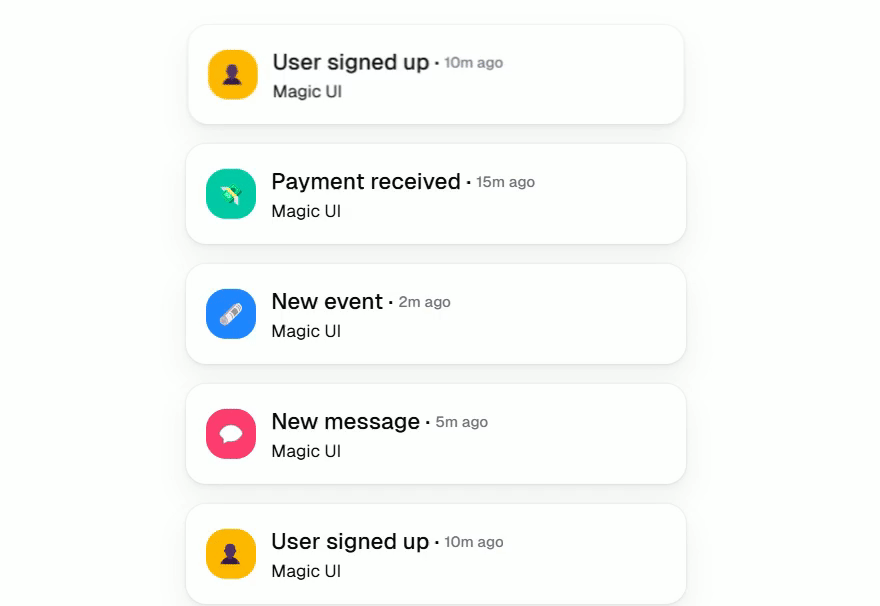 User signed up · 10m ago
Magic UI
Payment received · 15m ago
Magic UI
New event · 2m ago
Magic UI
New message · 5m ago
Magic UI
User signed up · 10m ago
Magic UI